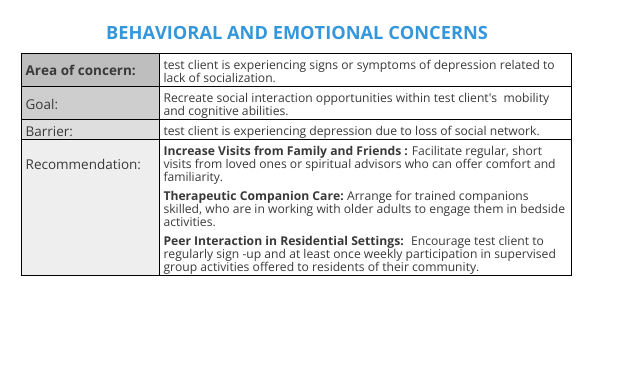 BEHAVIORAL AND EMOTIONAL CONCERNS
Area of concern:
test client is experiencing signs or symptoms of depression related to
lack of socialization.
Goal:
Recreate social interaction opportunities within test client's  mobility
and cognitive abilities.
Barrier:
test client is experiencing depression due to loss of social network.
Recommendation:
Increase Visits from Family and Friends : Facilitate regular, short
visits from loved ones or spiritual advisors who can offer comfort and
familiarity.
Therapeutic Companion Care: Arrange for trained companions
skilled, who are in working with older adults to engage them in bedside
activities.
Peer Interaction in Residential Settings:  Encourage test client to
regularly sign -up and at least once weekly participation in supervised
group activities offered to residents of their community.